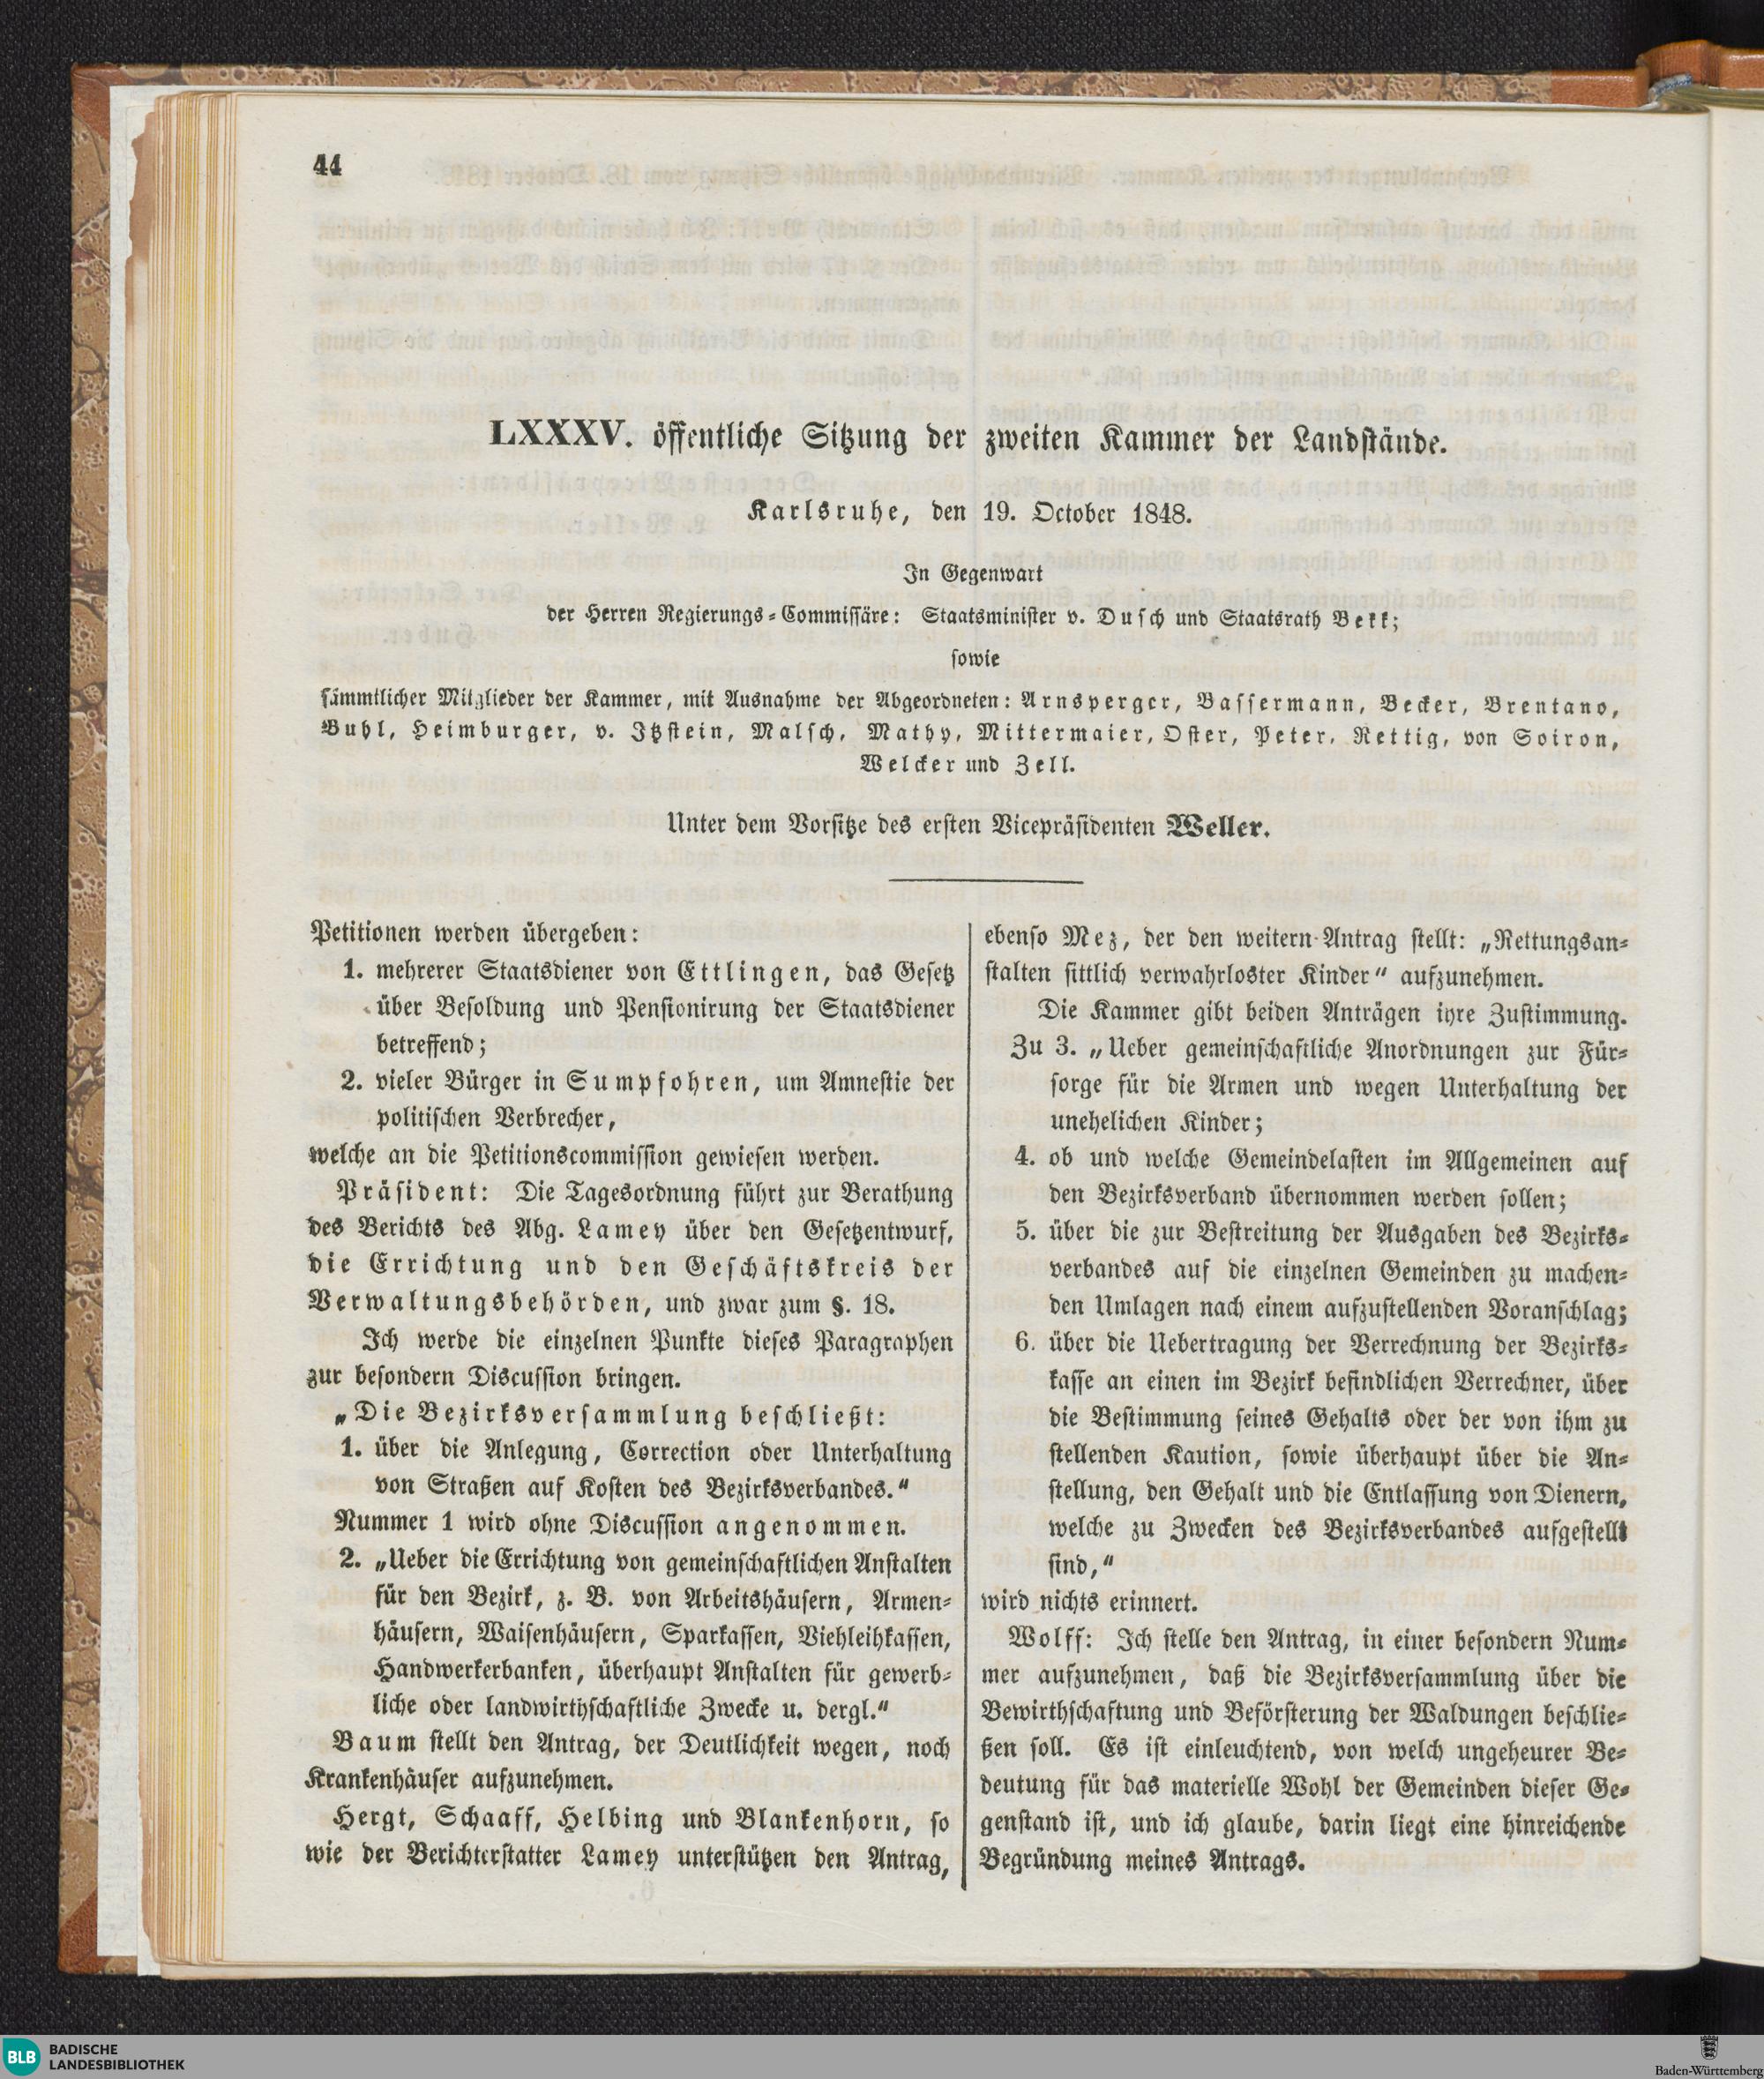 44
LXXXV. öffentliche Sitzung der zweiten Kammer der Landstände.
Karlsruhe, den 19. October 1848.
In Gegenwart
der Herren Regierungs-Commissäre: Staatsminister v. Dusch und Staatsrath Bekk;
sowie
sämmtlicher Mitglieder der Kammer, mit Ausnahme der Abgeordneten: Arnsperger, Bassermann, Becker, Brentano,
Buhl, Heimburger, v. Itzstein, Malsch, Mathy, Mittermaier, Oster, Peter, Rettig, von Soiron,
Welcker und Zell.
Unter dem Vorsitze des ersten Vicepräsidenten Weller.
Petitionen werden übergeben:
1. mehrerer Staatsdiener von Ettlingen, das Gesetz
über Besoldung und Pensionirung der Staatsdiener
betreffend;
2. vieler Bürger in Sumpfohren, um Amnestie der
politischen Verbrecher,
welche an die Petitionscommission gewiesen werden.
Präsident: Die Tagesordnung führt zur Berathung
des Berichts des Abg. Lamey über den Gesetzentwurf,
die Errichtung und den Geschäftskreis der
Verwaltungsbehörden, und zwar zum §. 18.
Ich werde die einzelnen Punkte dieses Paragraphen
zur besondern Discussion bringen.
„Die Bezirksversammlung beschließt:
1. über die Anlegung, Correction oder Unterhaltung
von Straßen auf Kosten des Bezirksverbandes.“
Nummer 1 wird ohne Discussion angenommen.
2. „Ueber die Errichtung von gemeinschaftlichen Anstalten
für den Bezirk, z. B. von Arbeitshäusern, Armen-
häusern, Waisenhäusern, Sparkassen, Viehleihkassen,
Handwerkerbanken, überhaupt Anstalten für gewerb-
liche oder landwirthschaftliche Zwecke u. dergl.“
Baum stellt den Antrag, der Deutlichkeit wegen, noch
Krankenhäuser aufzunehmen.
Hergt, Schaaff, Helbing und Blankenhorn, so
wie der Berichterstatter Lamey unterstützen den Antrag,
ebenso Mez, der den weitern Antrag stellt: „Rettungsan-
stalten sittlich verwahrloster Kinder“ aufzunehmen.
Die Kammer gibt beiden Anträgen ihre Zustimmung.
Zu 3. „Ueber gemeinschaftliche Anordnungen zur Für-
sorge für die Armen und wegen Unterhaltung der
unehelichen Kinder;
4. ob und welche Gemeindelasten im Allgemeinen auf
den Bezirksverband übernommen werden sollen;
5. über die zur Bestreitung der Ausgaben des Bezirks-
verbandes auf die einzelnen Gemeinden zu machen-
den Umlagen nach einem aufzustellenden Voranschlag;
6. über die Uebertragung der Verrechnung der Bezirks-
kasse an einen im Bezirk befindlichen Verrechner, über
die Bestimmung seines Gehalts oder der von ihm zu
stellenden Kaution, sowie überhaupt über die An-
stellung, den Gehalt und die Entlassung von Dienern,
welche zu Zwecken des Bezirksverbandes aufgestellt
sind,“
wird nichts erinnert.
Wolff: Ich stelle den Antrag, in einer besondern Num-
mer aufzunehmen, daß die Bezirksversammlung über die
Bewirthschaftung und Beförsterung der Waldungen beschlie-
ßen soll. Es ist einleuchtend, von welch ungeheurer Be-
deutung für das materielle Wohl der Gemeinden dieser Ge-
genstand ist, und ich glaube, darin liegt eine hinreichende
Begründung meines Antrags.
BLB BADISCHE
LANDESBIBLIOTHEK
Baden-Württemberg